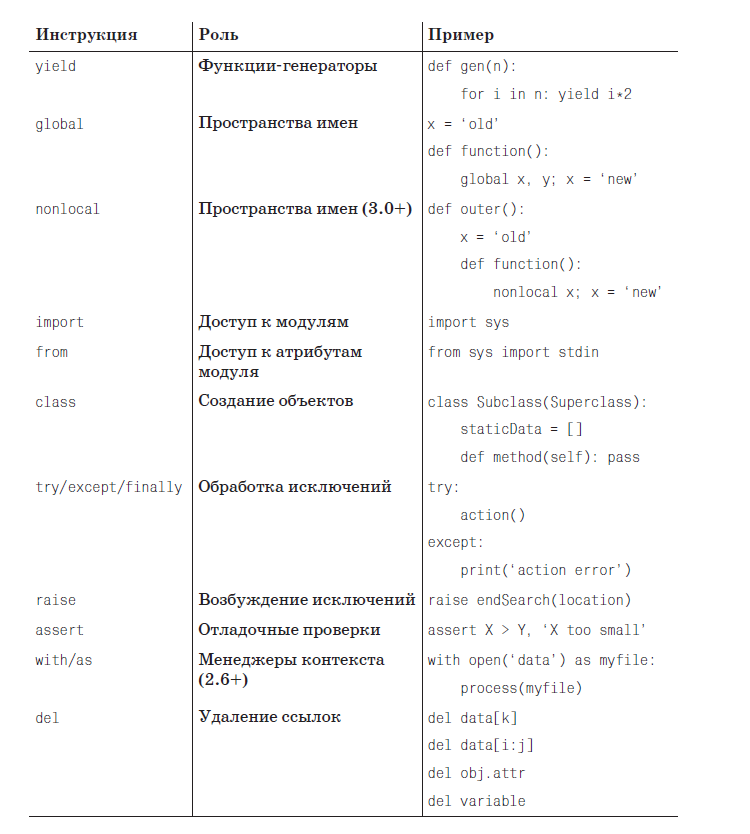 Инструкция Роль Пример
yield Функции-генераторы def gen(n):
for i in n: yield i*2
global Пространства имен x = ‘old’
def function():
global x, y; x = ‘new’
nonlocal Пространства имен (3.0+) def outer():
x = ‘old’
def function():
nonlocal x; x = ‘new’
import Доступ к модулям import sys
from Доступ к атрибутам from sys import stdin
модуля
class Создание объектов class Subclass(Superclass):
staticData = []
def method(self): pass
try/except/finally Обработка исключений try:
action()
except:
print(‘action error’)
raise Возбуждение исключений raise endSearch(location)
assert Отладочные проверки assert X > Y, ‘X too small’
with/as Менеджеры контекста with open(‘data’) as myfile:
(2.6+) process(myfile)
del Удаление ссылок del data[k]
del data[i:j]
del obj.attr
del variable